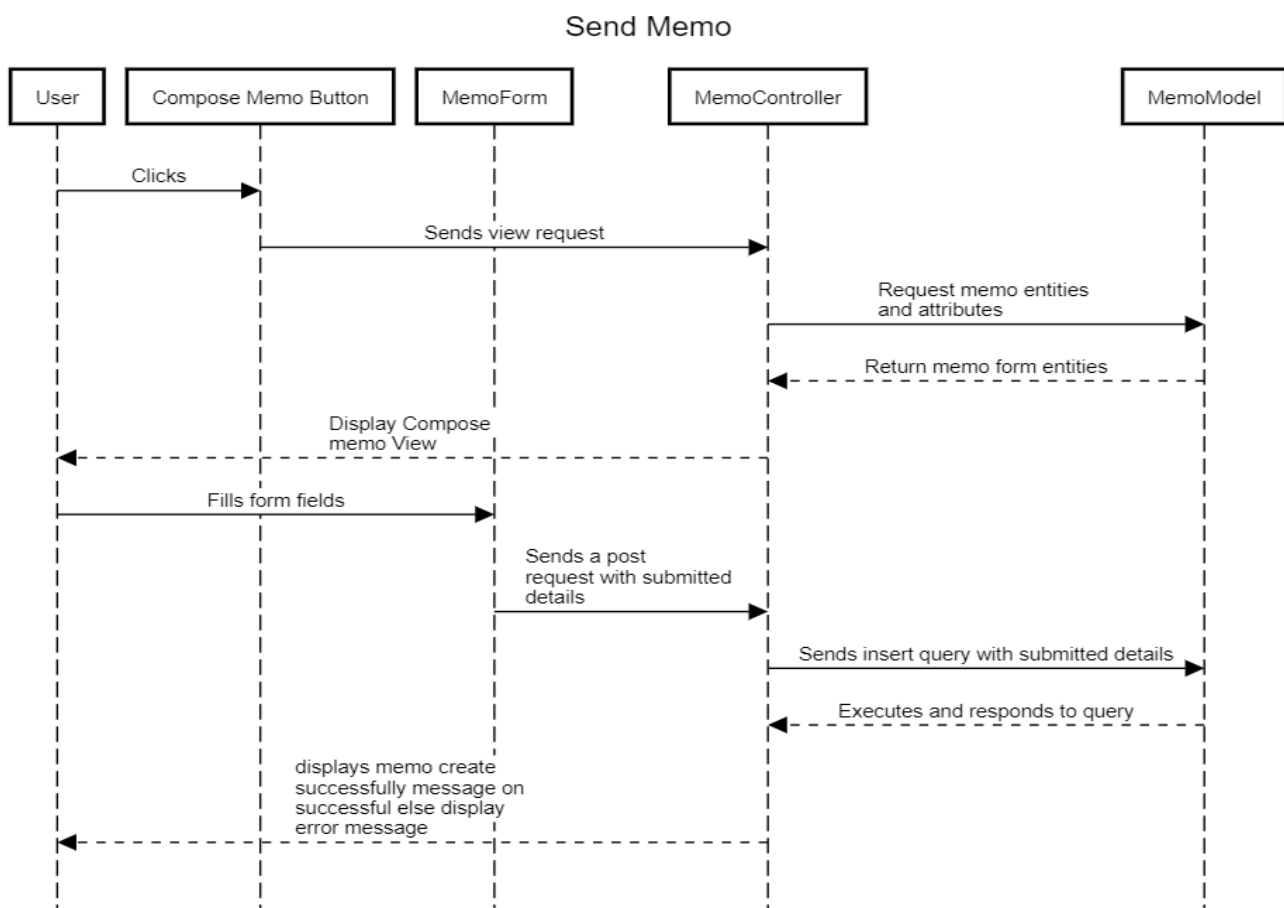 Send Memo
User
Compose Memo Button
MemoForm
MemoController
MemoModel
Clicks
Sends view request
Request memo entities
and attributes
Return memo form entities
Display Compose
memo View
Fills form fields
Sends a post
request with submitted
details
Sends insert query with submitted details
Executes and responds to query
displays memo create
successfully message on
successful else display
error message